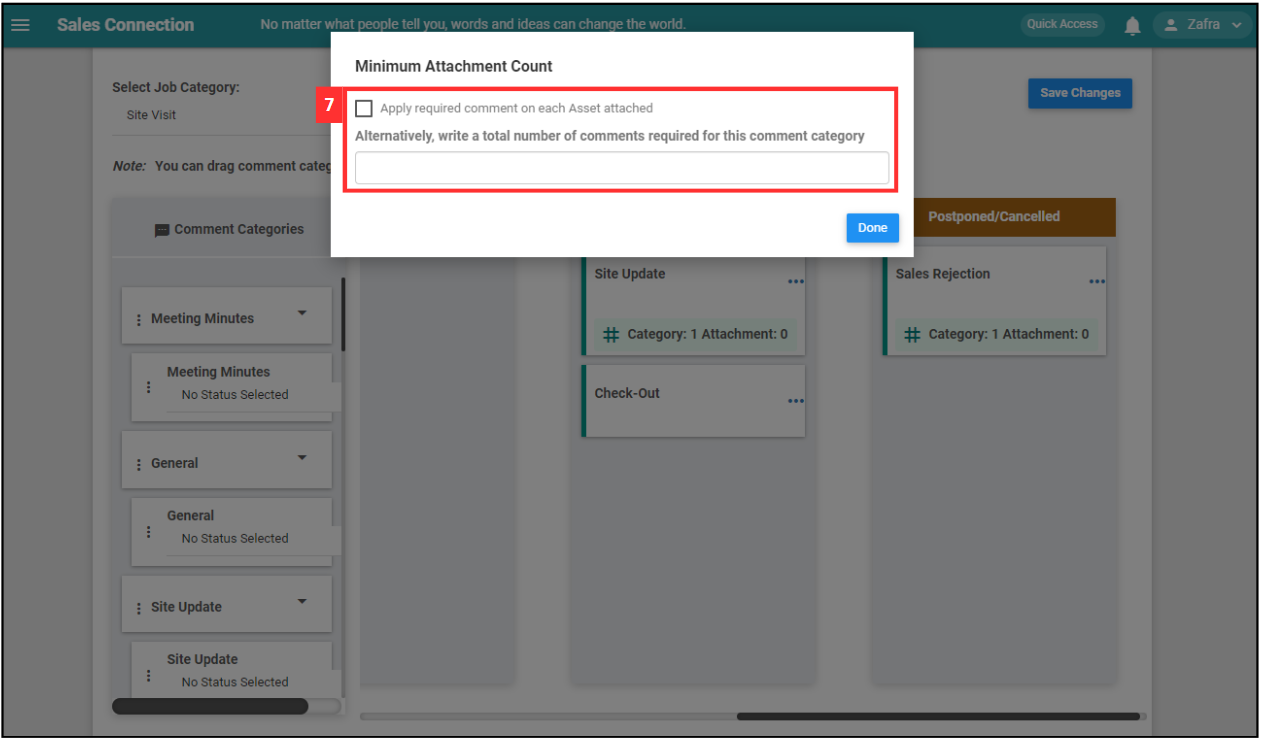 Sales Connection
No matter what people tell you, words and ideas can change the world.
Quick Access
Zafra
Minimum Attachment Count
7
Apply required comment on each Asset attached
Alternatively, write a total number of comments required for this comment category
Done
Select Job Category:
Site Visit
Save Changes
Note: You can drag comment categ
Comment Categories
Meeting Minutes
Meeting Minutes
No Status Selected
General
General
No Status Selected
Site Update
Site Update
No Status Selected
Site Update
Category: 1 Attachment: 0
Check-Out
Postponed/Cancelled
Sales Rejection
Category: 1 Attachment: 0